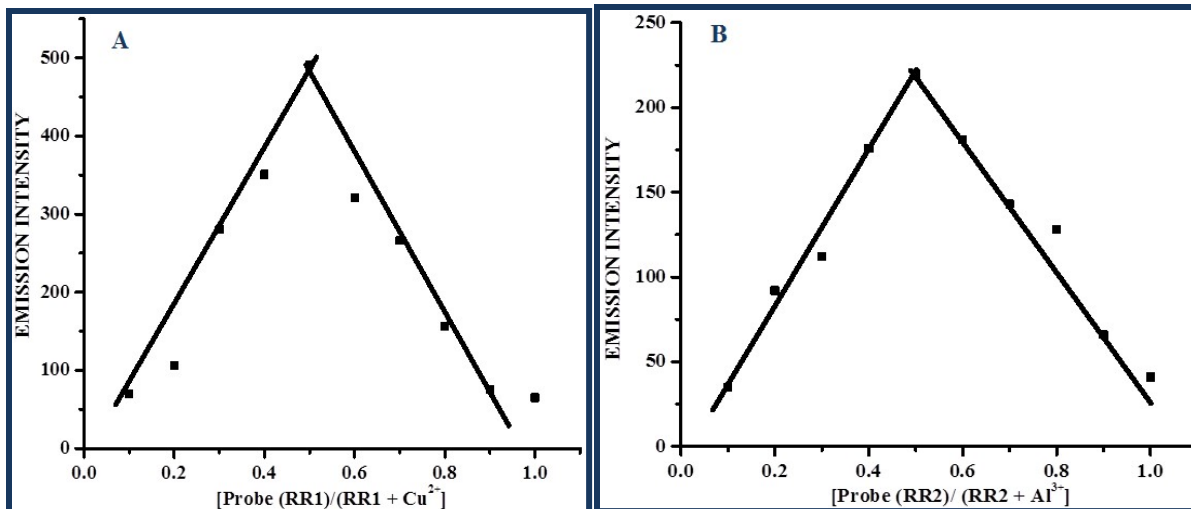 A
EMISSION INTENSITY
500
400
300
200
100
0
0.0 0.2 0.4 0.6 0.8 1.0
[Probe (RR1)/(RR1 + Cu²⁺]
B
EMISSION INTENSITY
250
200
150
100
50
0
0.0 0.2 0.4 0.6 0.8 1.0
[Probe (RR2)/ (RR2 + Al³⁺]